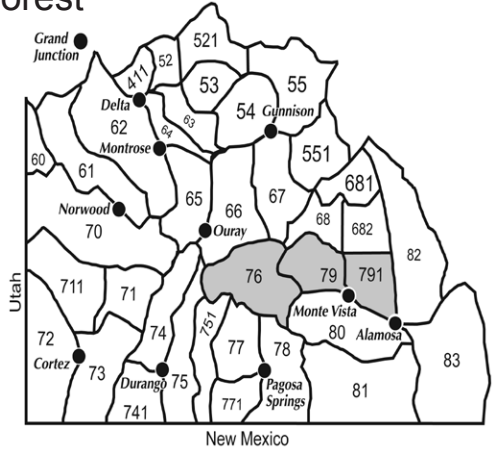 orest
Grand
Junction
521
52
411
53
55
Delta
54
Gunnison
62
63
64
Montrose
551
60
61
681
65
66
67
Norwood
68
70
Ouray
682
82
76
79
791
711
71
Utah
751
Monte Vista
72
74
80
Alamosa
77
78
Cortez
73
83
Durango
75
Pagosa
Springs
81
771
741
New Mexico